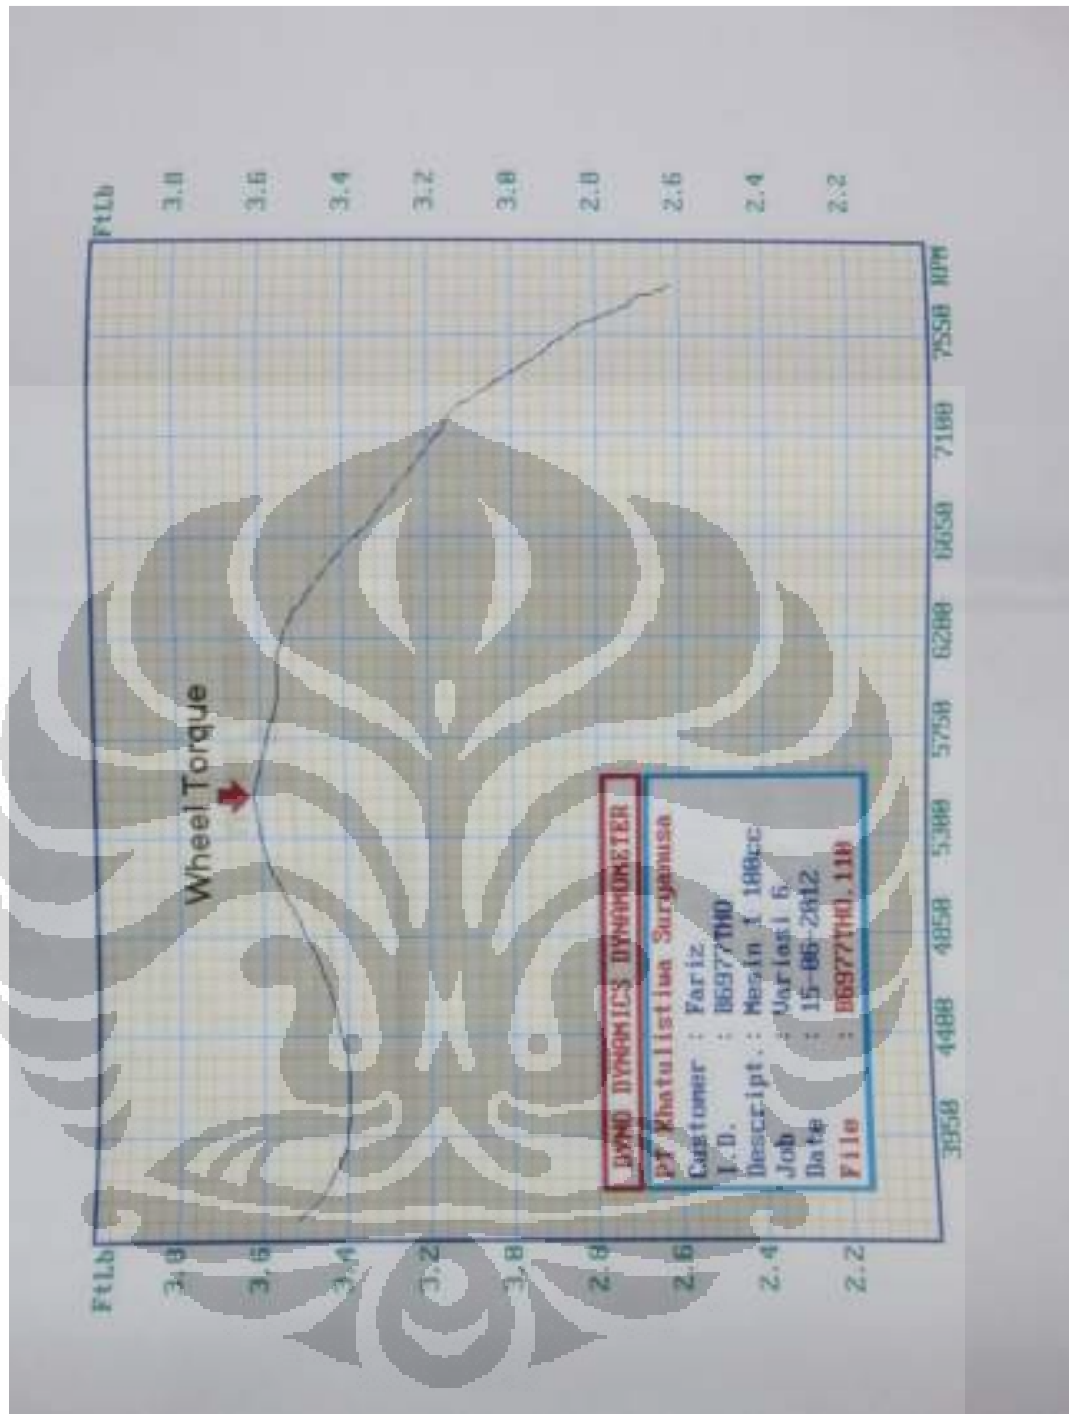 Wheel Torque
FtLb
3.8
3.6
3.4
3.2
3.0
2.8
2.6
2.4
2.2
FtLb
3.8
3.6
3.4
3.2
3.0
2.8
2.6
2.4
2.2
3950 4400 4850 5300 5750 6200 6650 7100 7550 RPM
DYNO DYNAMICS DYNAMOMETER
PT Khatulistiwa Suryanusa
Customer : Fariz
I.D. : B6977TMO
Descript.: Mesin 1 100cc
Job : Variasi 6
Date : 15-06-2012
File : B6977TMO.110